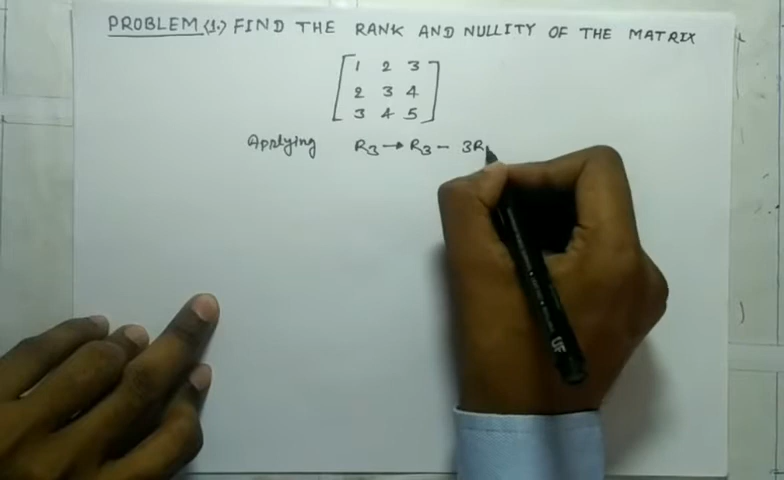 PROBLEM (1.) FIND THE RANK AND NULLITY OF THE MATRIX
1 2 3
2 3 4
3 4 5
Applying R3 → R3 - 3R
UF